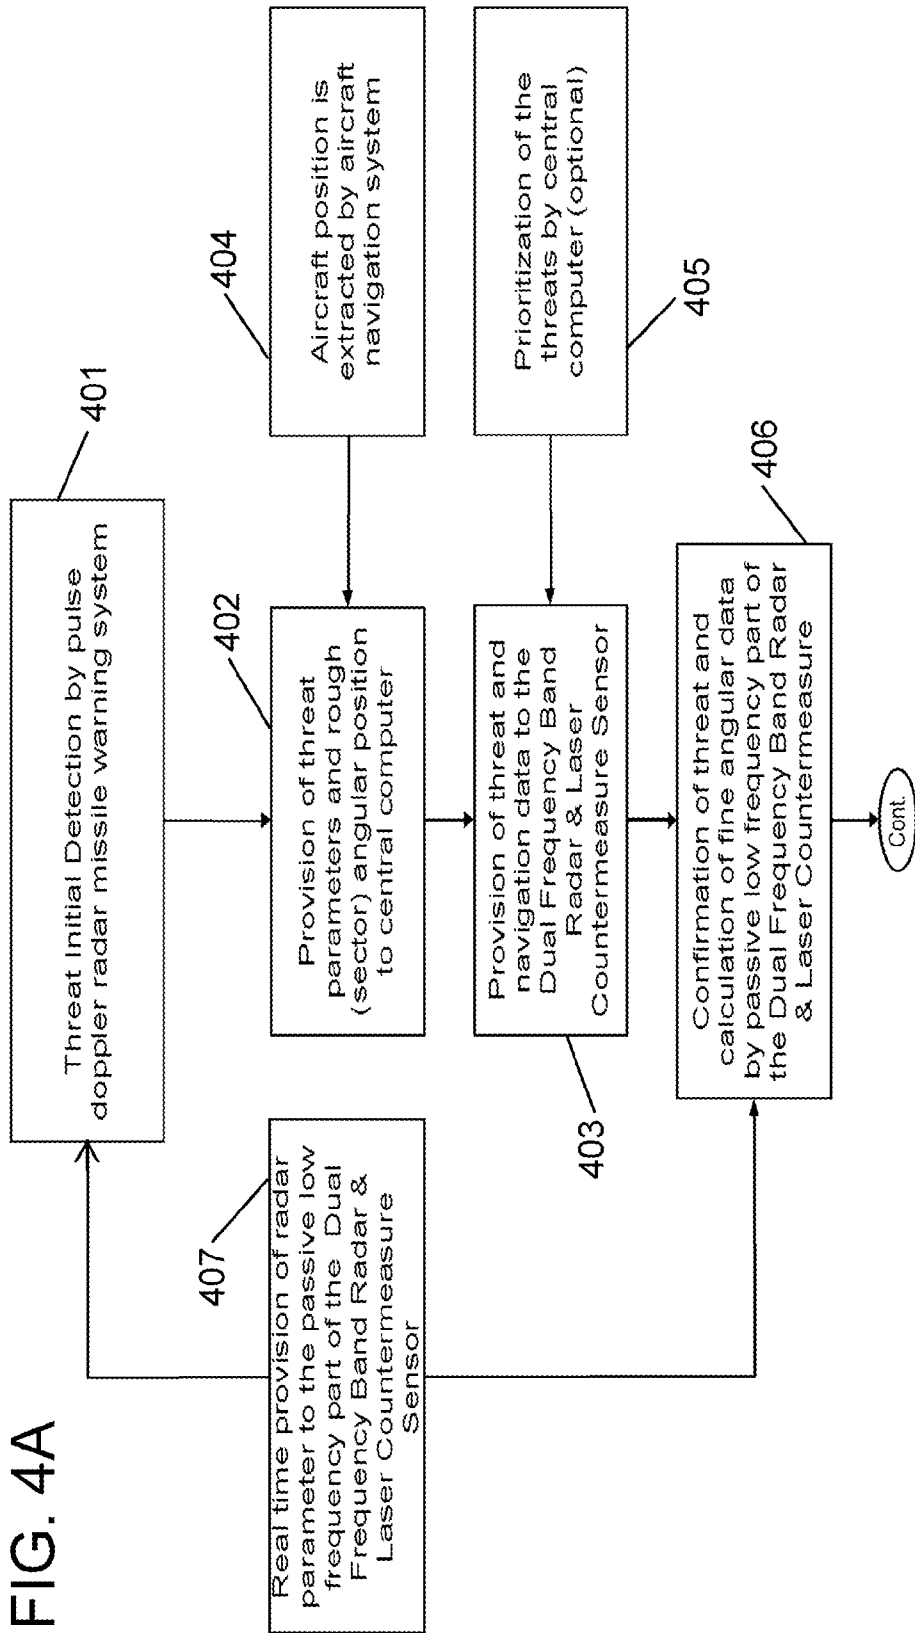 FIG. 4A
401
Threat Initial Detection by pulse
doppler radar missile warning system
407
Real time provision of radar
parameter to the passive low
frequency part of the Dual
Frequency Band Radar &
Laser Countermeasure
Sensor
402
Provision of threat
parameters and rough
(sector) angular position
to central computer
404
Aircraft position is
extracted by aircraft
navigation system
403
Provision of threat and
navigation data to the
Dual Frequency Band
Radar & Laser
Countermeasure Sensor
405
Prioritization of the
threats by central
computer (optional)
406
Confirmation of threat and
calculation of fine angular data
by passive low frequency part of
the Dual Frequency Band Radar
& Laser Countermeasure
Cont.